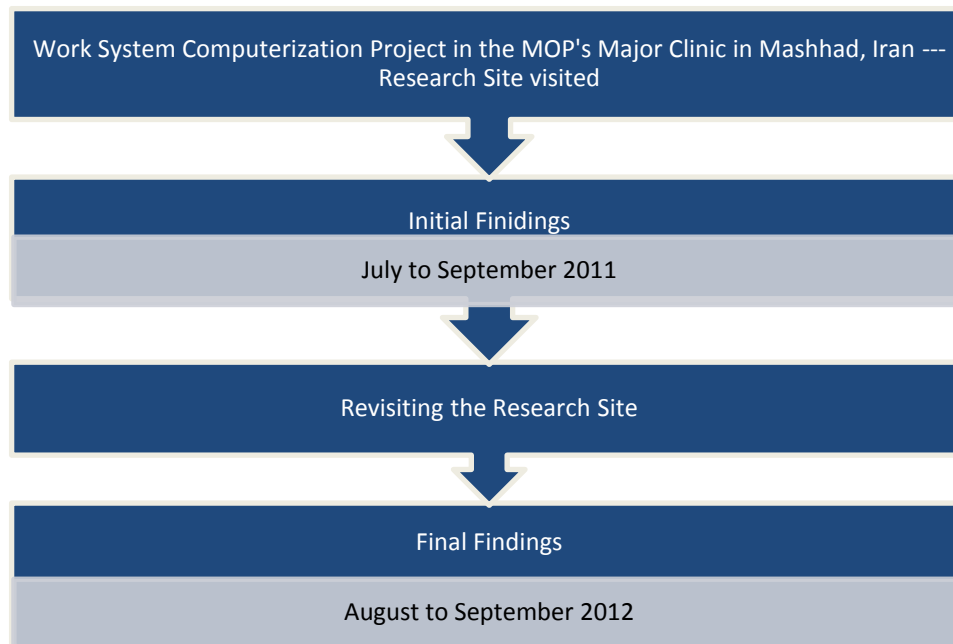 Work System Computerization Project in the MOP's Major Clinic in Mashhad, Iran ---
Research Site visited
Initial Finidings
July to September 2011
Revisiting the Research Site
Final Findings
August to September 2012